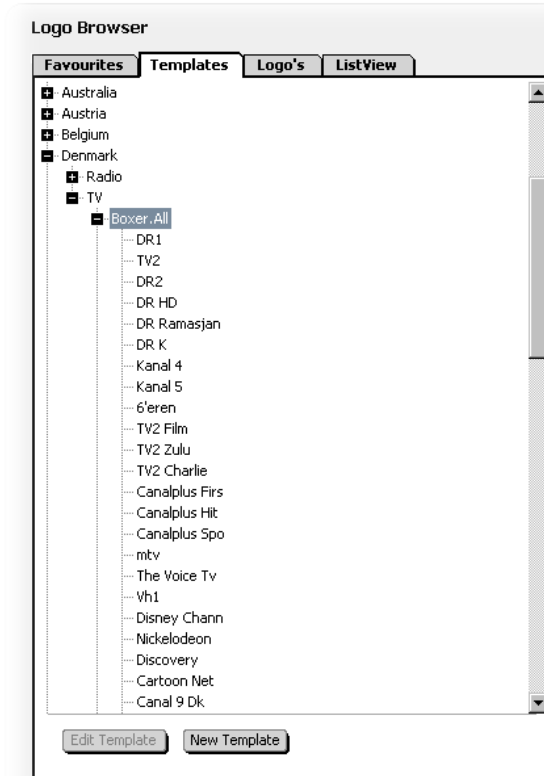 Logo Browser
Favourites Templates Logo's ListView
Australia
Austria
Belgium
Denmark
Radio
TV
Boxer.All
DR1
TV2
DR2
DR HD
DR Ramasjan
DR K
Kanal 4
Kanal 5
6'eren
TV2 Film
TV2 Zulu
TV2 Charlie
Canalplus Firs
Canalplus Hit
Canalplus Spo
mtv
The Voice Tv
Vh1
Disney Chann
Nickelodeon
Discovery
Cartoon Net
Canal 9 Dk
Edit Template New Template